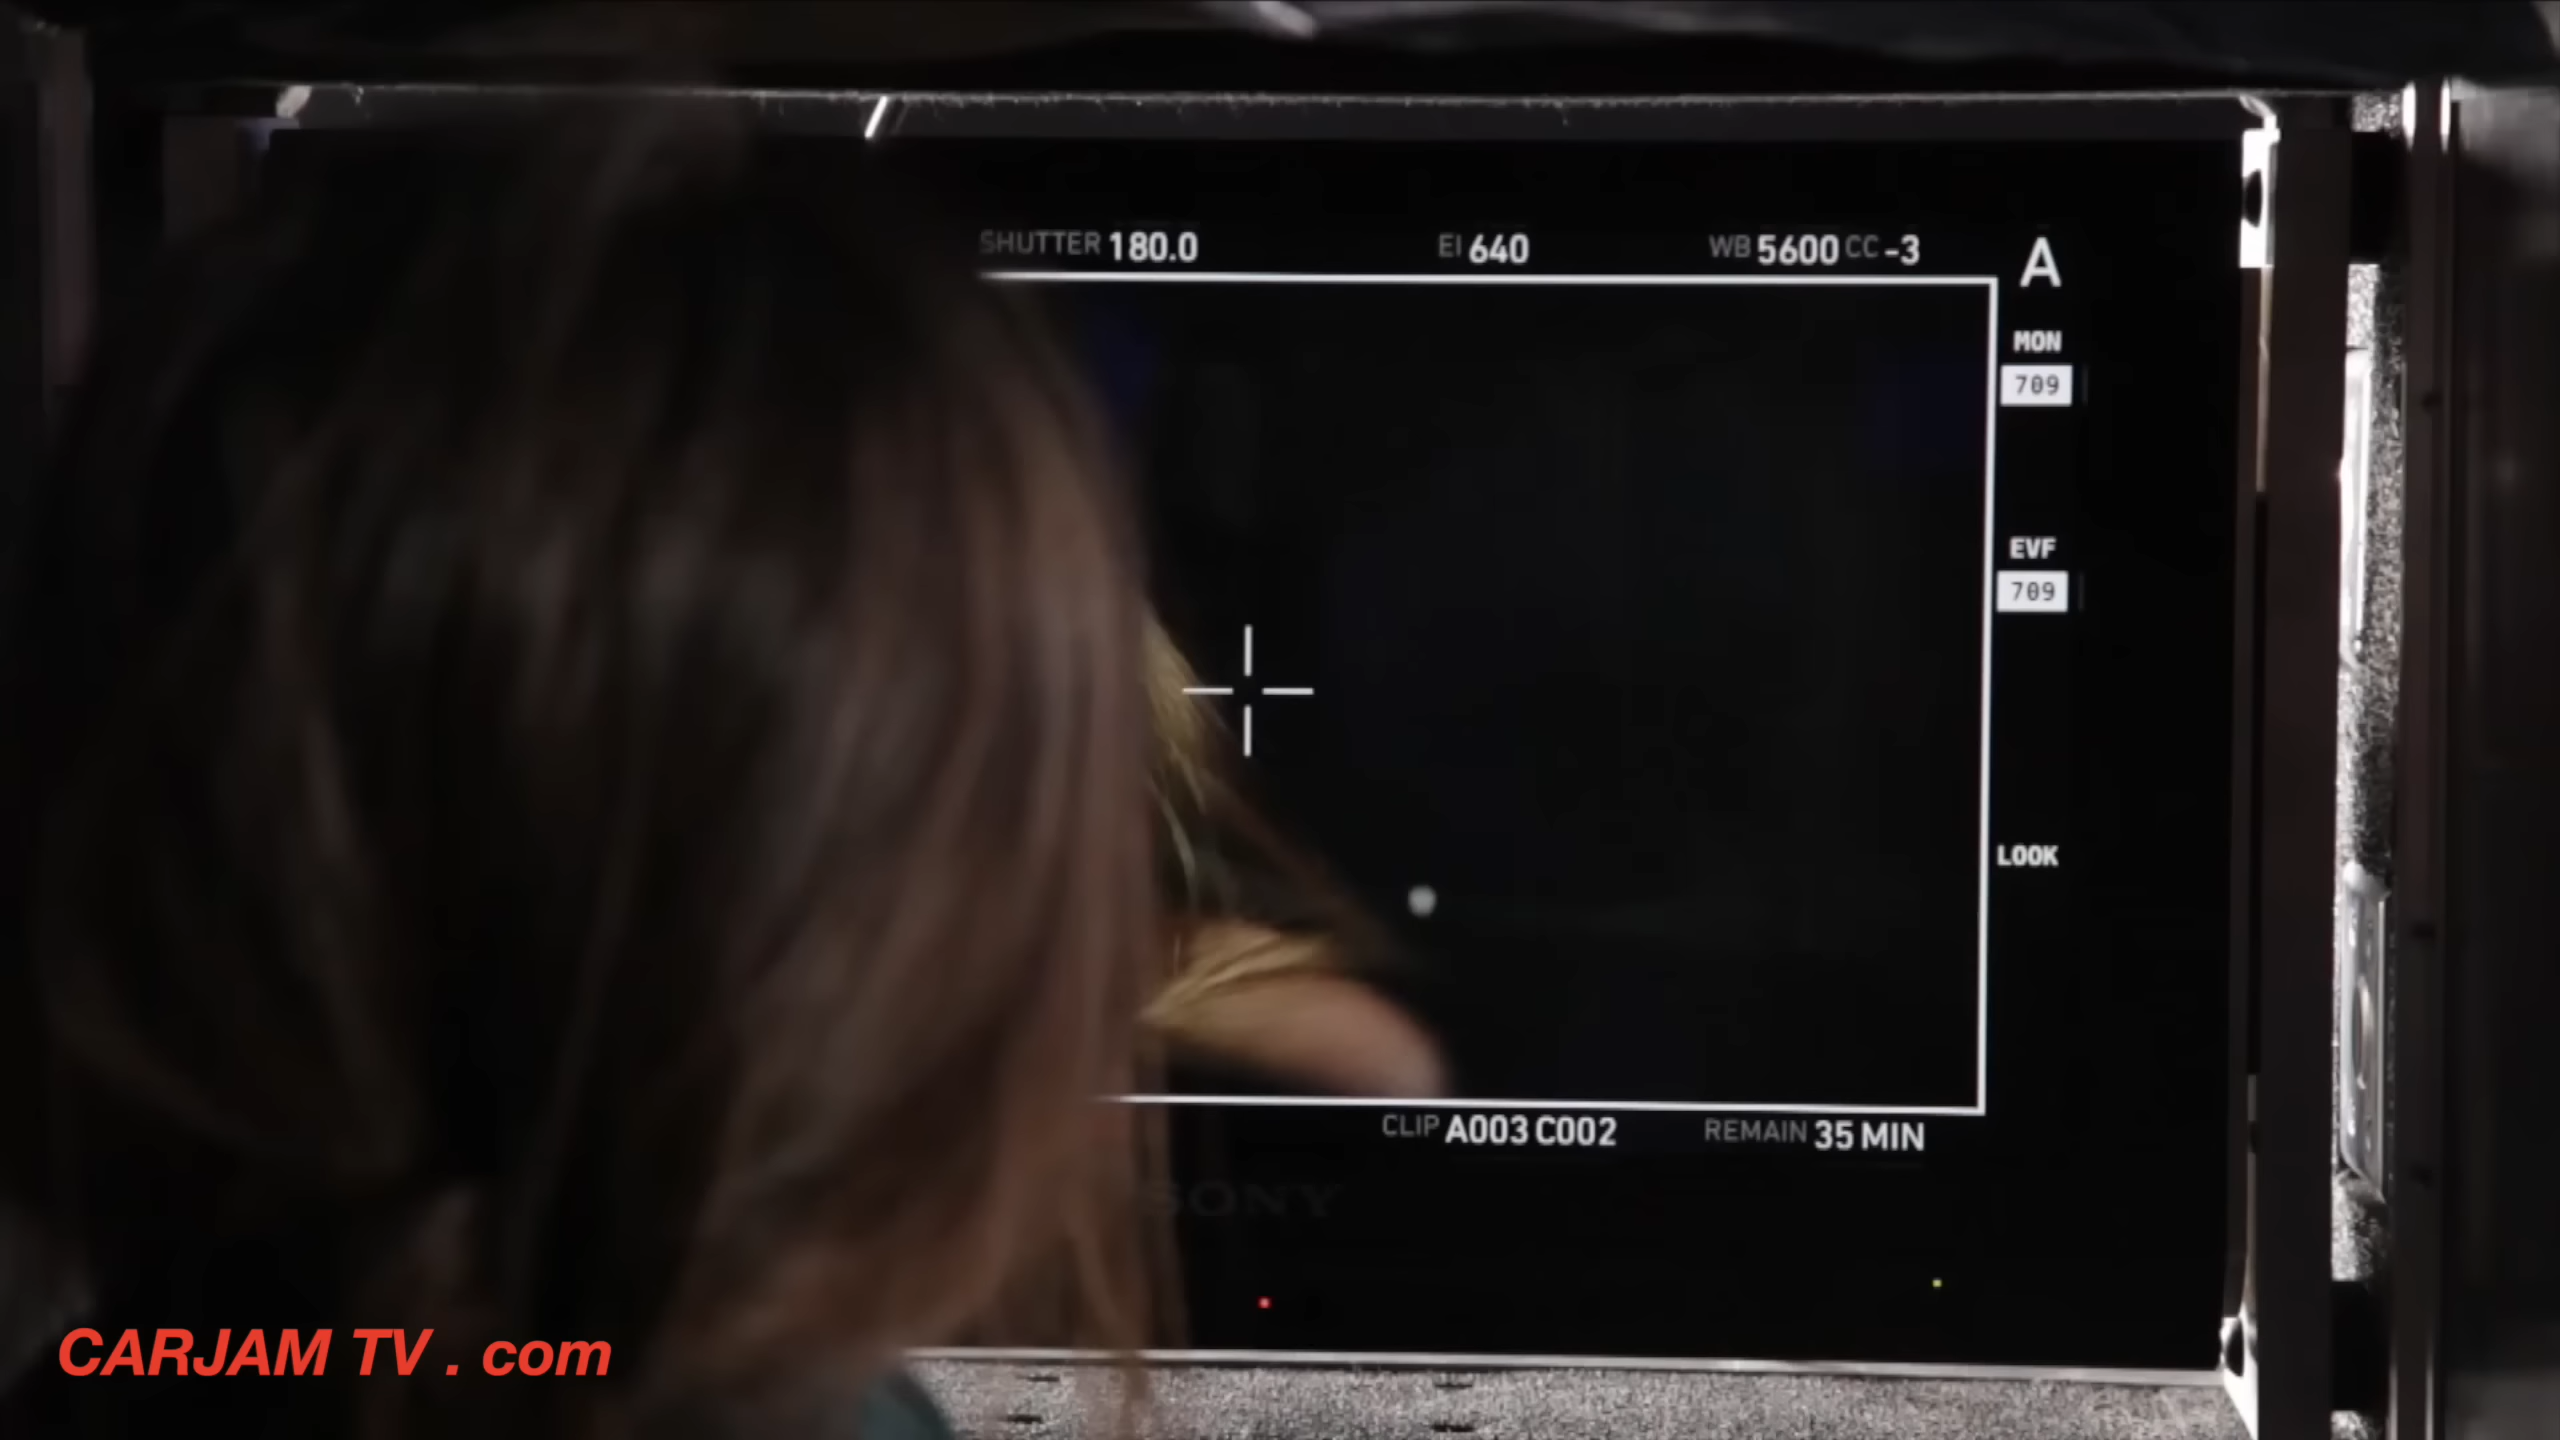 SHUTTER 180.0 EI 640 WB 5600 CC -3
A
MON
709
EVF
709
LOOK
CLIP A003 C002 REMAIN 35 MIN
SONY
CARJAM TV . com